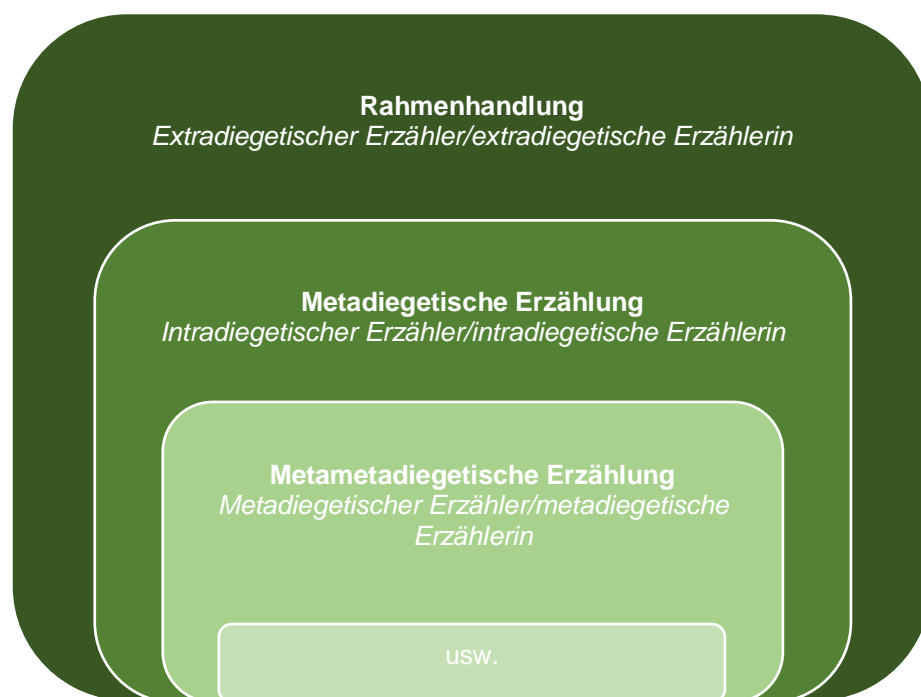 Rahmenhandlung
Extradiegetischer Erzähler/extradiegetische Erzählerin
Metadiegetische Erzählung
Intradiegetischer Erzähler/intradiegetische Erzählerin
Metametadiegetische Erzählung
Metadiegetischer Erzähler/metadiegetische
Erzählerin
usw.